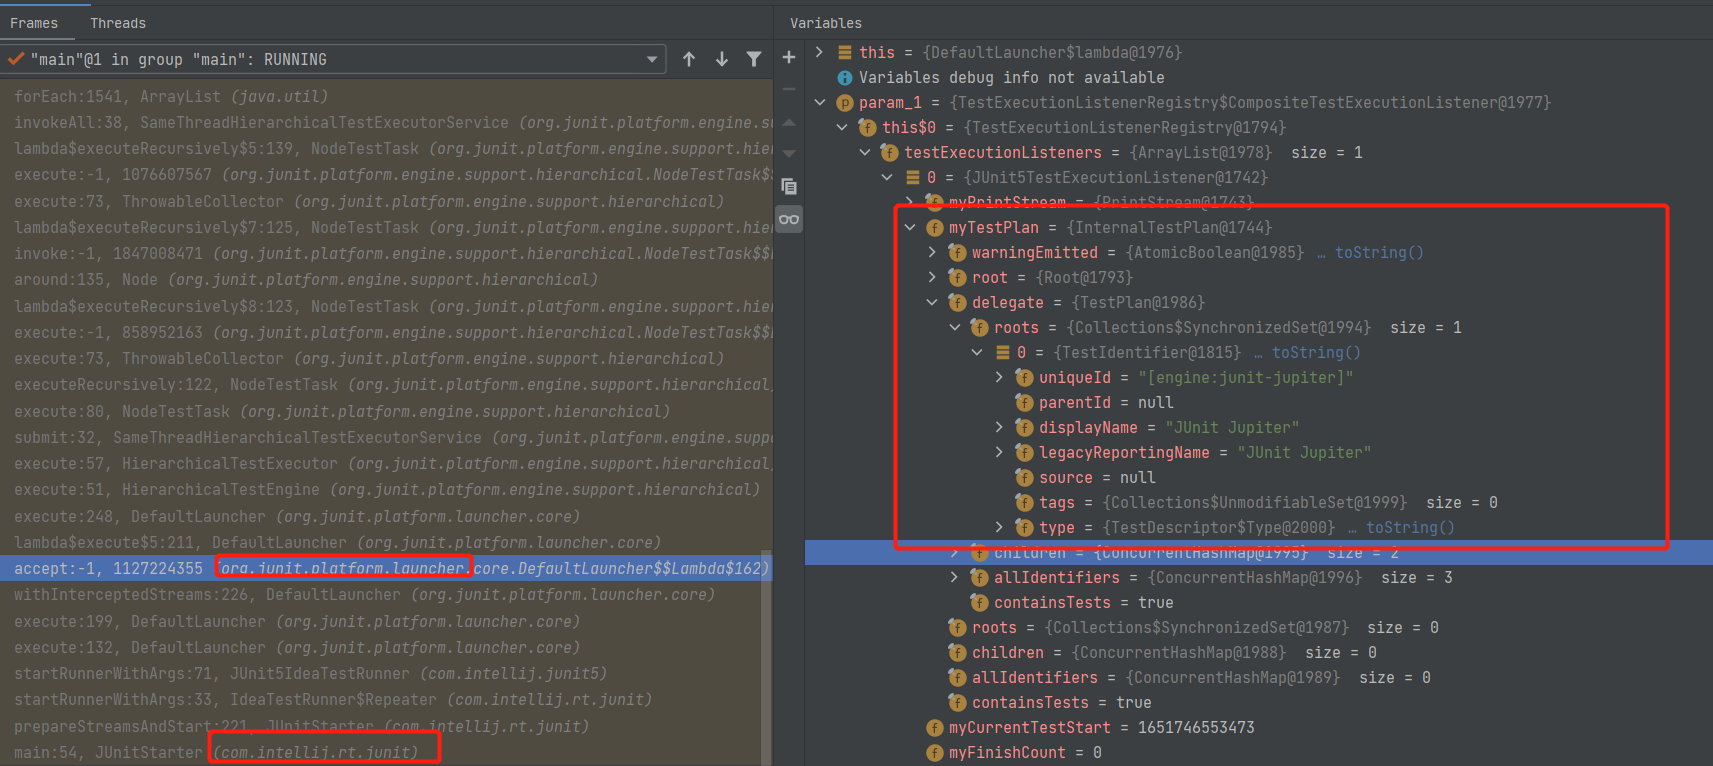 Frames Threads
"main"@1 in group "main": RUNNING
forEach:1541, ArrayList (java.util)
invokeAll:38, SameThreadHierarchicalTestExecutorService (org.junit.platform.engine.su
lambda$executeRecursively$5:139, NodeTestTask (org.junit.platform.engine.support.hier
execute:-1, 1076607567 (org.junit.platform.engine.support.hierarchical.NodeTestTask$$
execute:73, ThrowableCollector (org.junit.platform.engine.support.hierarchical)
lambda$executeRecursively$7:125, NodeTestTask (org.junit.platform.engine.support.hier
invoke:-1, 1847008471 (org.junit.platform.engine.support.hierarchical.NodeTestTask$$L
around:135, Node (org.junit.platform.engine.support.hierarchical)
lambda$executeRecursively$8:123, NodeTestTask (org.junit.platform.engine.support.hier
execute:-1, 858952163 (org.junit.platform.engine.support.hierarchical.NodeTestTask$$L
execute:73, ThrowableCollector (org.junit.platform.engine.support.hierarchical)
executeRecursively:122, NodeTestTask (org.junit.platform.engine.support.hierarchical)
execute:80, NodeTestTask (org.junit.platform.engine.support.hierarchical)
submit:32, SameThreadHierarchicalTestExecutorService (org.junit.platform.engine.suppo
execute:57, HierarchicalTestExecutor (org.junit.platform.engine.support.hierarchical)
execute:51, HierarchicalTestEngine (org.junit.platform.engine.support.hierarchical)
execute:248, DefaultLauncher (org.junit.platform.launcher.core)
lambda$execute$5:211, DefaultLauncher (org.junit.platform.launcher.core)
accept:-1, 1127224355 (org.junit.platform.launcher.core.DefaultLauncher$$Lambda$162)
withInterceptedStreams:226, DefaultLauncher (org.junit.platform.launcher.core)
execute:199, DefaultLauncher (org.junit.platform.launcher.core)
execute:132, DefaultLauncher (org.junit.platform.launcher.core)
startRunnerWithArgs:71, JUnit5IdeaTestRunner (com.intellij.junit5)
startRunnerWithArgs:33, IdeaTestRunner$Repeater (com.intellij.rt.junit)
prepareStreamsAndStart:221, JUnitStarter (com.intellij.rt.junit)
main:54, JUnitStarter (com.intellij.rt.junit)
Variables
this = {DefaultLauncher$lambda@1976}
Variables debug info not available
param_1 = {TestExecutionListenerRegistry$CompositeTestExecutionListener@1977}
this$0 = {TestExecutionListenerRegistry@1794}
testExecutionListeners = {ArrayList@1978} size = 1
0 = {JUnit5TestExecutionListener@1742}
myPrintStream = {PrintStream@1743}
myTestPlan = {InternalTestPlan@1744}
warningEmitted = {AtomicBoolean@1985} … toString()
root = {Root@1793}
delegate = {TestPlan@1986}
roots = {Collections$SynchronizedSet@1994} size = 1
0 = {TestIdentifier@1815} … toString()
uniqueId = "[engine:junit-jupiter]"
parentId = null
displayName = "JUnit Jupiter"
legacyReportingName = "JUnit Jupiter"
source = null
tags = {Collections$UnmodifiableSet@1999} size = 0
type = {TestDescriptor$Type@2000} … toString()
children = {ConcurrentHashMap@1995} size = 2
allIdentifiers = {ConcurrentHashMap@1996} size = 3
containsTests = true
roots = {Collections$SynchronizedSet@1987} size = 0
children = {ConcurrentHashMap@1988} size = 0
allIdentifiers = {ConcurrentHashMap@1989} size = 0
containsTests = true
myCurrentTestStart = 1651746553473
myFinishCount = 0